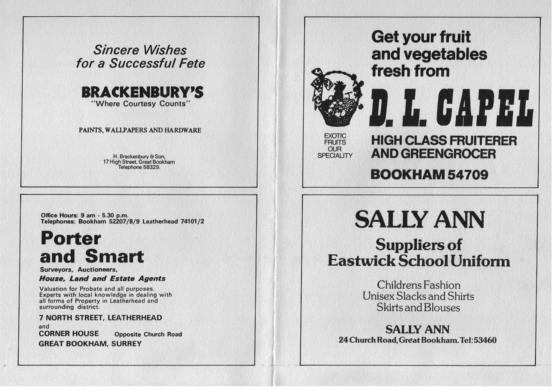 Sincere Wishes
for a Successful Fete
BRACKENBURY'S
"Where Courtesy Counts"
PAINTS, WALLPAPERS AND HARDWARE
H. Brackenbury & Son,
17 High Street, Great Bookham
Telephone 58329.
Office Hours: 9 am - 5.30 p.m.
Telephones: Bookham 52207/8/9 Leatherhead 74101/2
Porter
and
Smart
Surveyors, Auctioneers,
House, Land and Estate Agents
Valuation for Probate and all purposes.
Experts with local knowledge in dealing with
all forms of Property in Leatherhead and
surrounding district.
7 NORTH STREET, LEATHERHEAD
and
CORNER HOUSE Opposite Church Road
GREAT BOOKHAM, SURREY
Get your fruit
and vegetables
fresh from
D. L. CAPEL
EXOTIC
FRUITS
OUR
SPECIALITY
HIGH CLASS FRUITERER
AND GREENGROCER
BOOKHAM 54709
SALLY ANN
Suppliers of
Eastwick School Uniform
Childrens Fashion
Unisex Slacks and Shirts
Skirts and Blouses
SALLY ANN
24 Church Road, Great Bookham. Tel: 53460